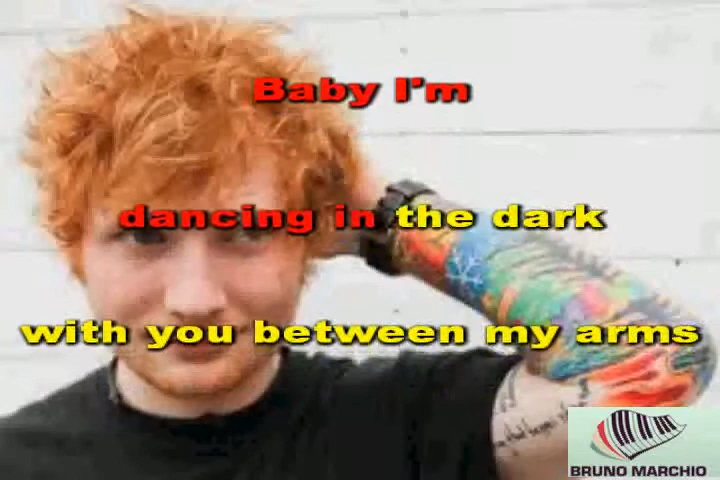 Baby I'm
dancing in the dark
with you between my arms
BRUNO MARCHIO